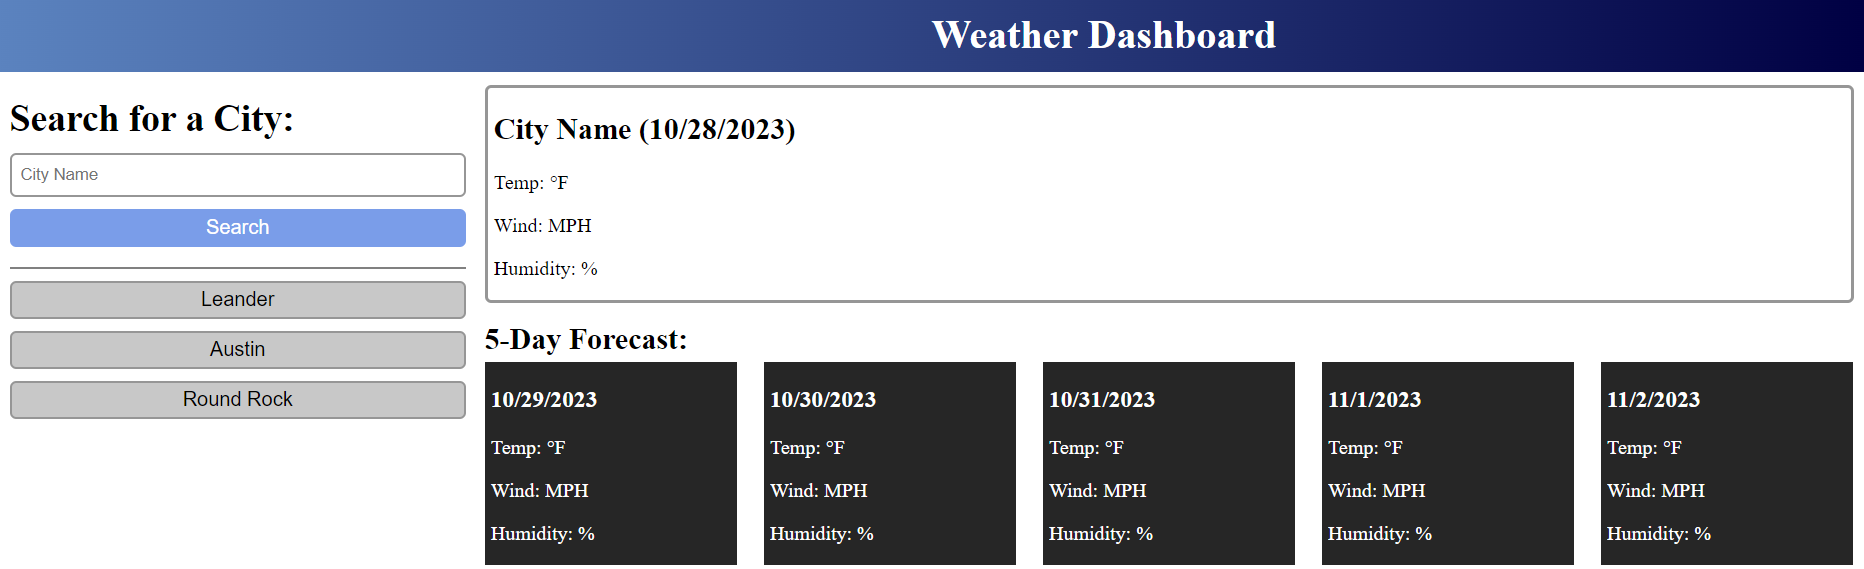 Weather Dashboard
Search for a City:
City Name
Search
Leander
Austin
Round Rock
City Name (10/28/2023)
Temp: °F
Wind: MPH
Humidity: %
5-Day Forecast:
10/29/2023
Temp: °F
Wind: MPH
Humidity: %
10/30/2023
Temp: °F
Wind: MPH
Humidity: %
10/31/2023
Temp: °F
Wind: MPH
Humidity: %
11/1/2023
Temp: °F
Wind: MPH
Humidity: %
11/2/2023
Temp: °F
Wind: MPH
Humidity: %